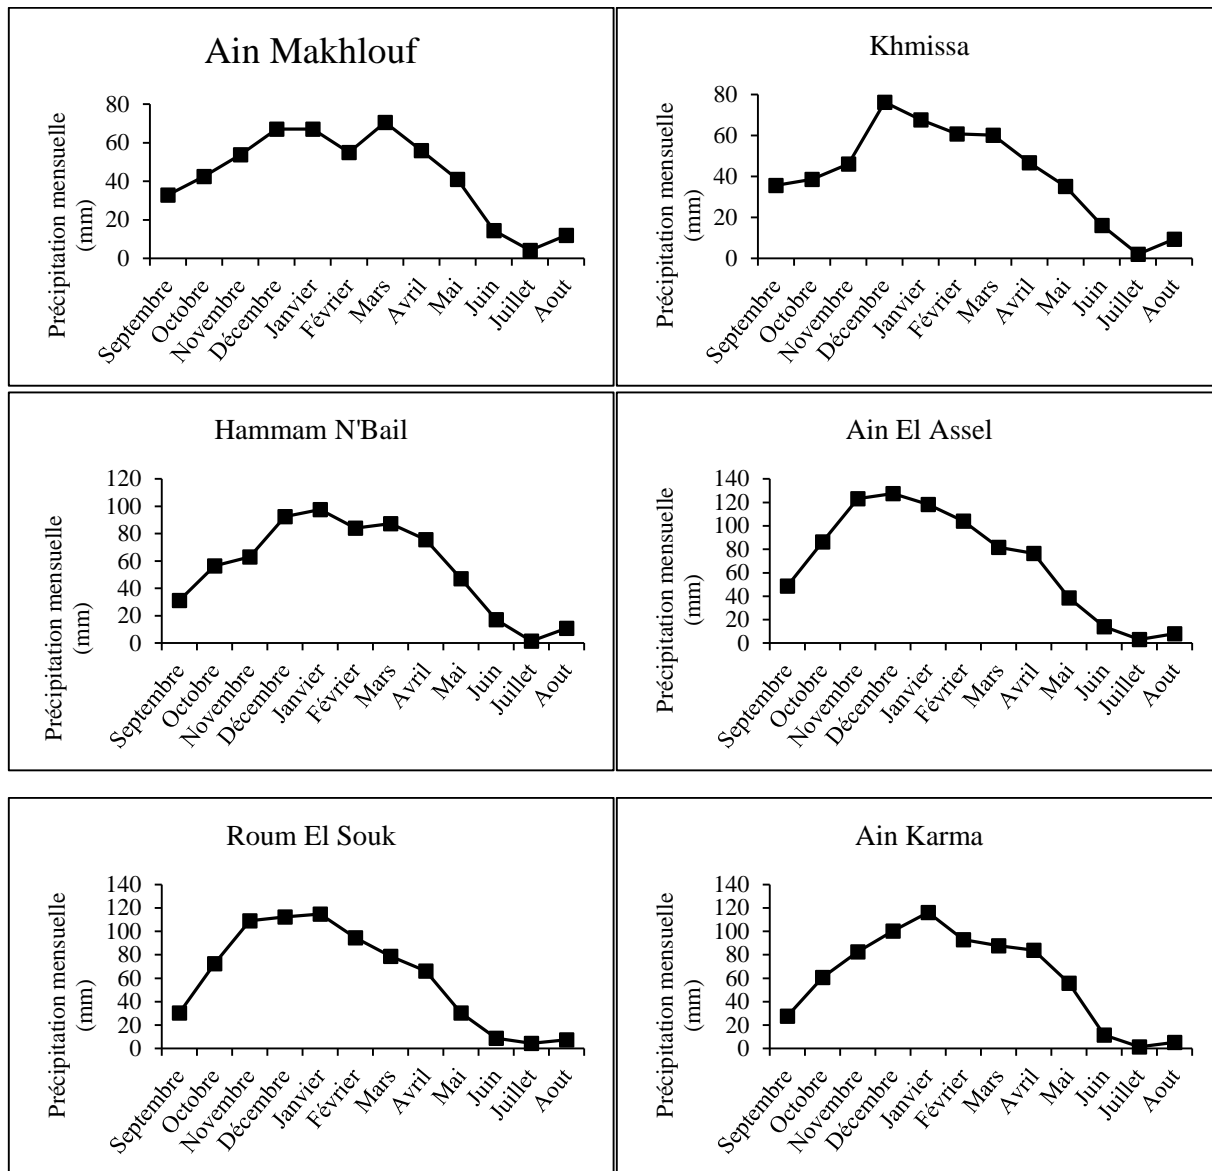 Ain Makhlouf
Précipitation mensuelle
(mm)
80
60
40
20
0
Septembre
Octobre
Novembre
Décembre
Janvier
Février
Mars
Avril
Mai
Juin
Juillet
Aout
Khmissa
Précipitation mensuelle
(mm)
80
60
40
20
0
Septembre
Octobre
Novembre
Décembre
Janvier
Février
Mars
Avril
Mai
Juin
Juillet
Aout
Hammam N'Bail
Précipitation mensuelle
(mm)
120
100
80
60
40
20
0
Septembre
Octobre
Novembre
Décembre
Janvier
Février
Mars
Avril
Mai
Juin
Juillet
Aout
Ain El Assel
Précipitation mensuelle
(mm)
140
120
100
80
60
40
20
0
Septembre
Octobre
Novembre
Décembre
Janvier
Février
Mars
Avril
Mai
Juin
Juillet
Aout
Roum El Souk
Précipitation mensuelle
(mm)
140
120
100
80
60
40
20
0
Septembre
Octobre
Novembre
Décembre
Janvier
Février
Mars
Avril
Mai
Juin
Juillet
Aout
Ain Karma
Précipitation mensuelle
(mm)
140
120
100
80
60
40
20
0
Septembre
Octobre
Novembre
Décembre
Janvier
Février
Mars
Avril
Mai
Juin
Juillet
Aout